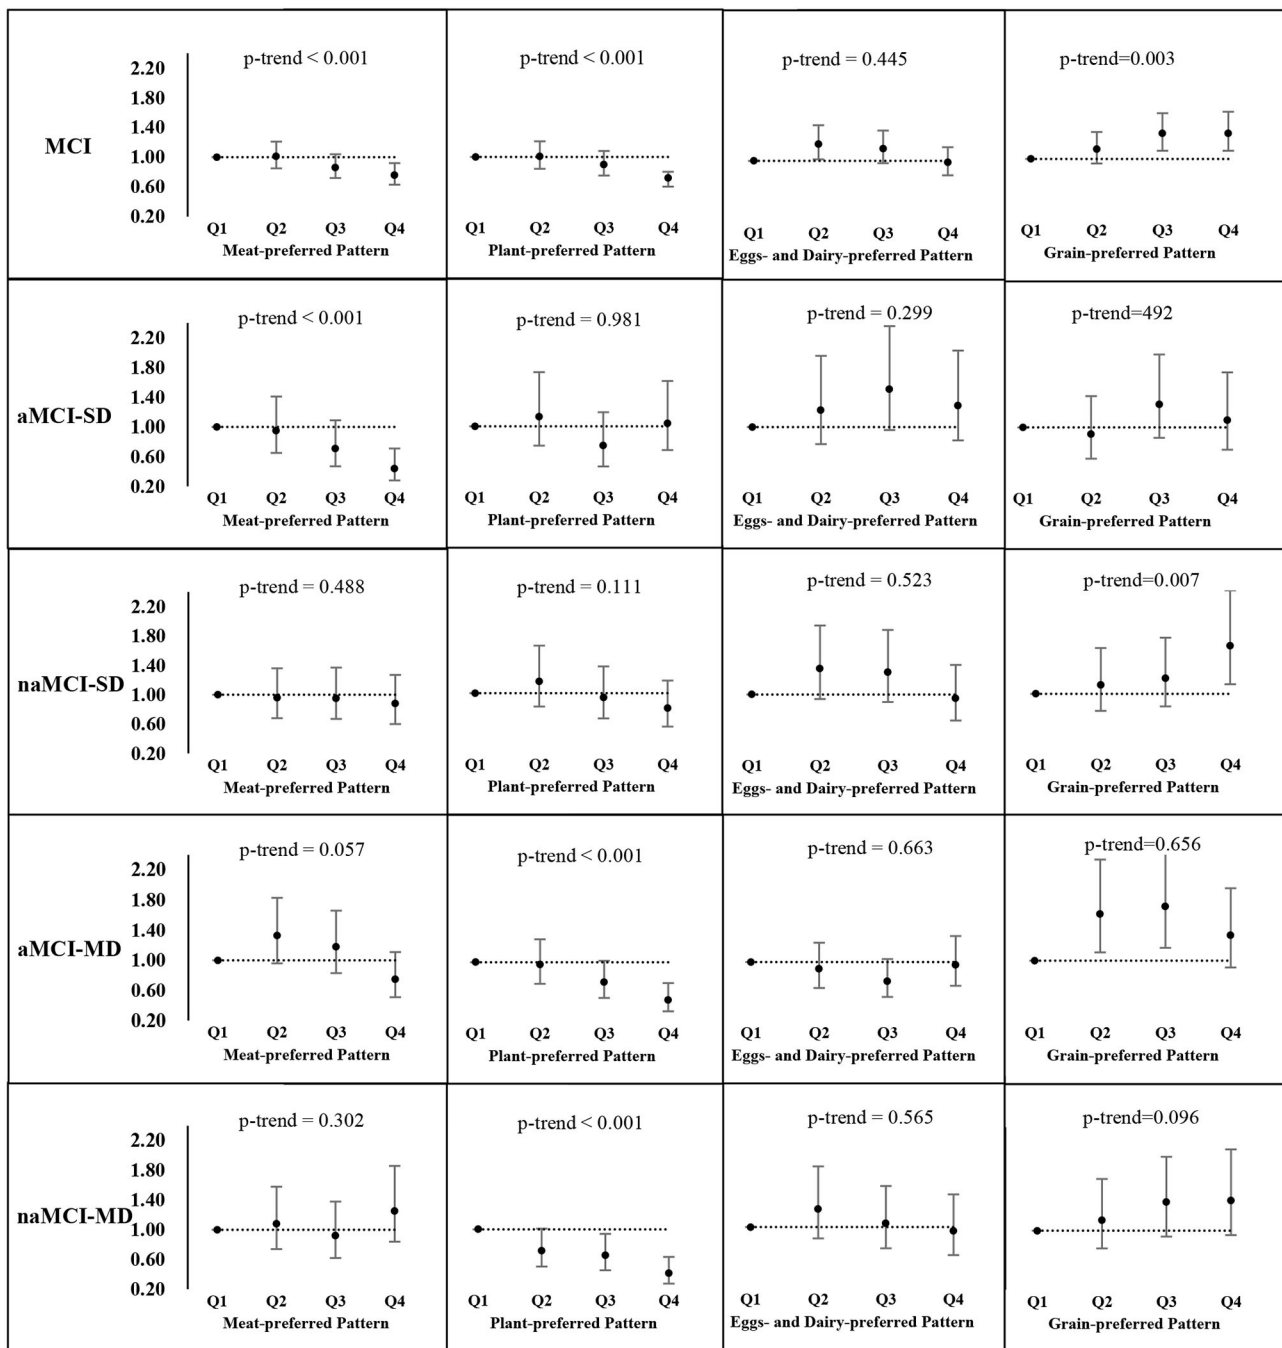 p-trend < 0.001 p-trend < 0.001 p-trend = 0.445 p-trend=0.003
2.20
1.80
1.40
MCI
1.00
0.60
0.20
Q1 Q2 Q3 Q4 Q1 Q2 Q3 Q4 Q1 Q2 Q3 Q4 Q1 Q2 Q3 Q4
Meat-preferred Pattern Plant-preferred Pattern Eggs- and Dairy-preferred Pattern Grain-preferred Pattern
p-trend < 0.001 p-trend = 0.981 p-trend = 0.299 p-trend=492
2.20
1.80
1.40
aMCI-SD
1.00
0.60
0.20
Q1 Q2 Q3 Q4 Q1 Q2 Q3 Q4 Q1 Q2 Q3 Q4 Q1 Q2 Q3 Q4
Meat-preferred Pattern Plant-preferred Pattern Eggs- and Dairy-preferred Pattern Grain-preferred Pattern
p-trend = 0.488 p-trend = 0.111 p-trend = 0.523 p-trend=0.007
2.20
1.80
1.40
naMCI-SD
1.00
0.60
0.20
Q1 Q2 Q3 Q4 Q1 Q2 Q3 Q4 Q1 Q2 Q3 Q4 Q1 Q2 Q3 Q4
Meat-preferred Pattern Plant-preferred Pattern Eggs- and Dairy-preferred Pattern Grain-preferred Pattern
p-trend = 0.057 p-trend < 0.001 p-trend = 0.663 p-trend=0.656
2.20
1.80
1.40
aMCI-MD
1.00
0.60
0.20
Q1 Q2 Q3 Q4 Q1 Q2 Q3 Q4 Q1 Q2 Q3 Q4 Q1 Q2 Q3 Q4
Meat-preferred Pattern Plant-preferred Pattern Eggs- and Dairy-preferred Pattern Grain-preferred Pattern
p-trend = 0.302 p-trend < 0.001 p-trend = 0.565 p-trend=0.096
2.20
1.80
1.40
naMCI-MD
1.00
0.60
0.20
Q1 Q2 Q3 Q4 Q1 Q2 Q3 Q4 Q1 Q2 Q3 Q4 Q1 Q2 Q3 Q4
Meat-preferred Pattern Plant-preferred Pattern Eggs- and Dairy-preferred Pattern Grain-preferred Pattern